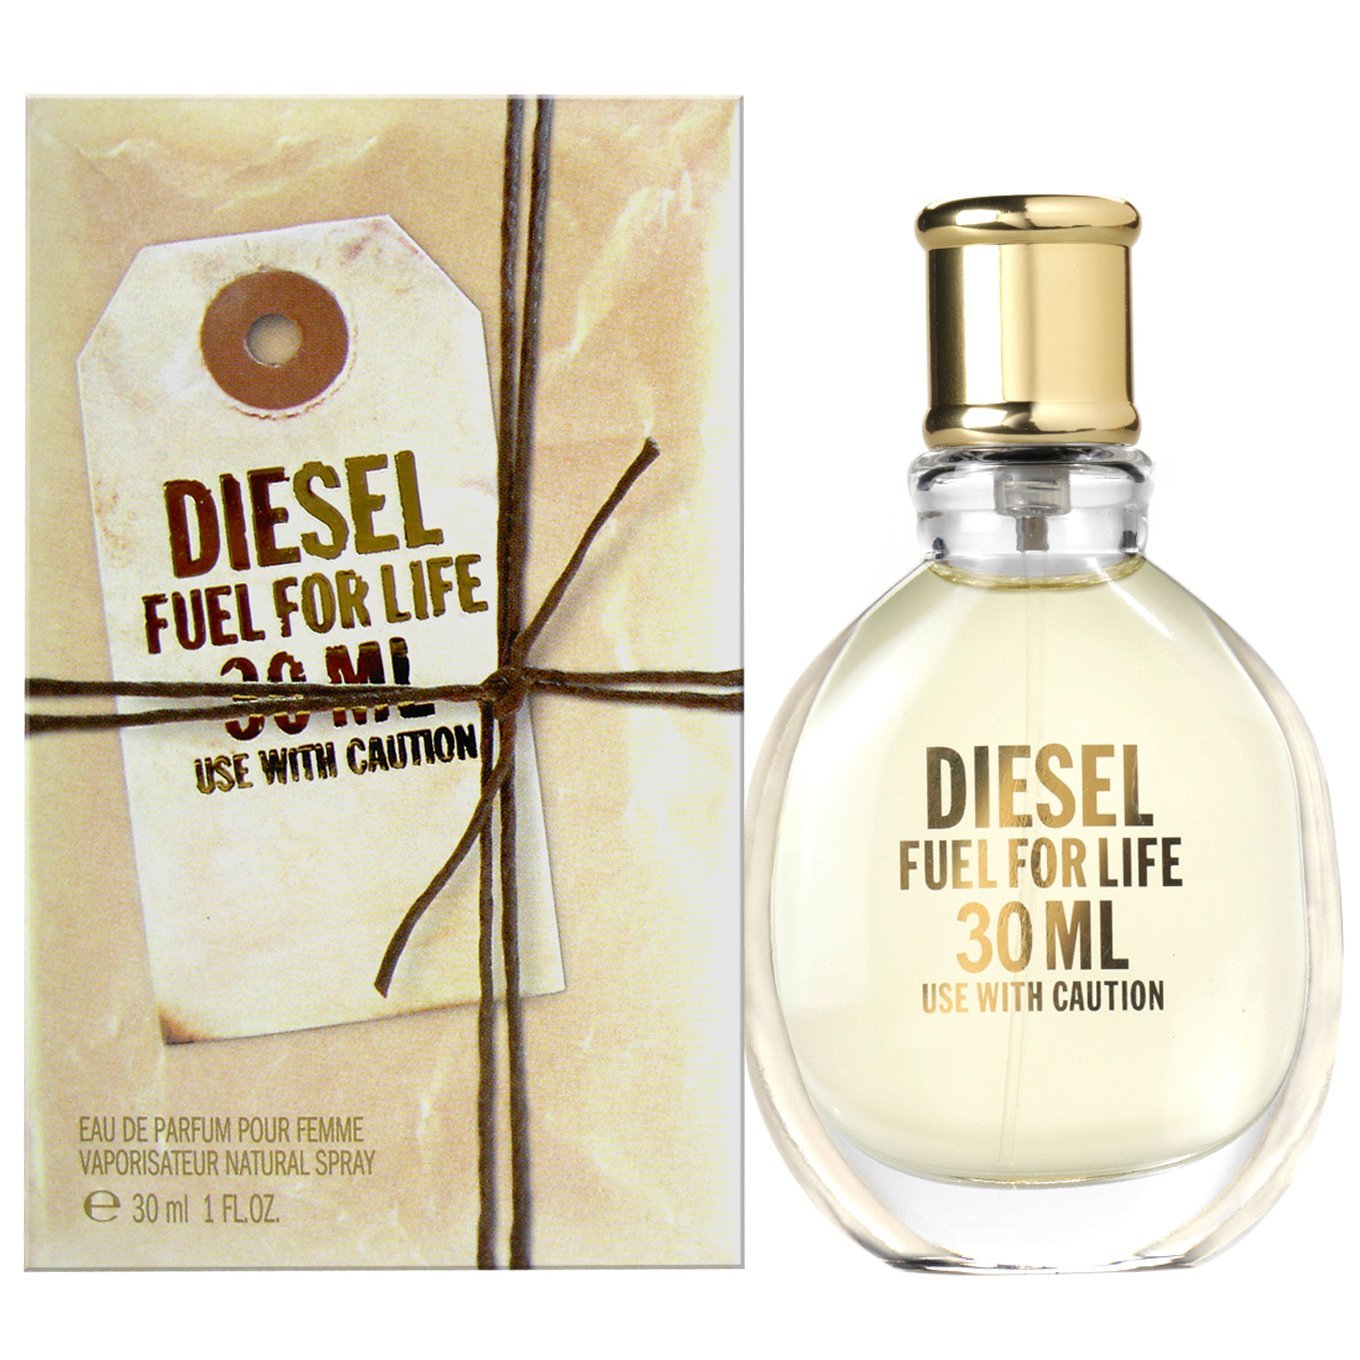 DIESEL
FUEL FOR LIFE
30 ML
USE WITH CAUTION
EAU DE PARFUM POUR FEMME
VAPORISATEUR NATURAL SPRAY
e 30 ml 1 FL.OZ.
DIESEL
FUEL FOR LIFE
30 ML
USE WITH CAUTION